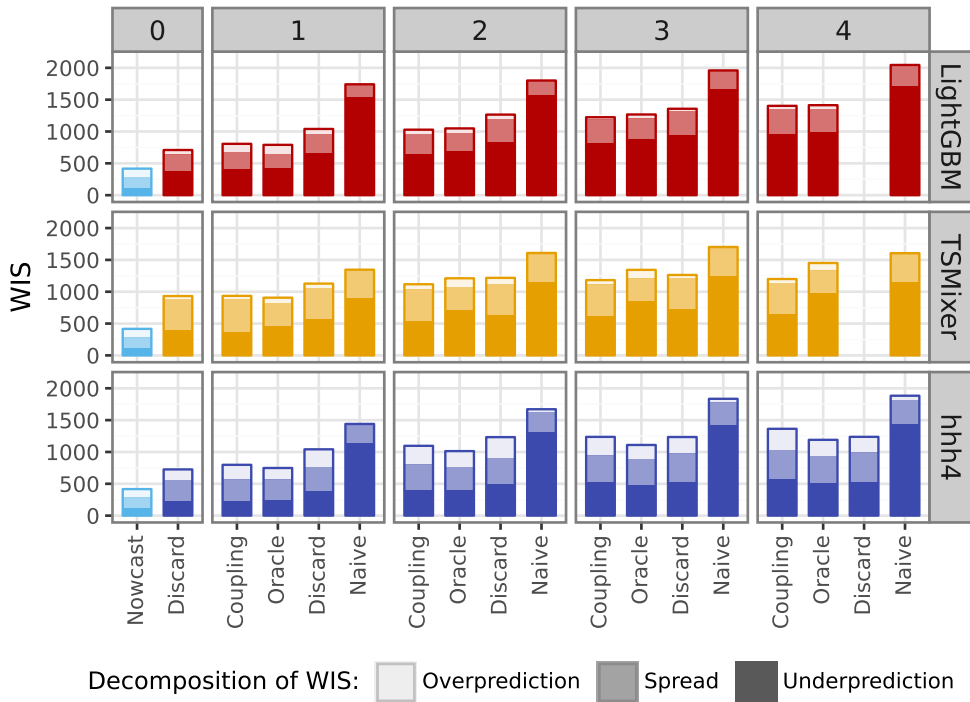 0 1 2 3 4
2000
1500
1000
500
0
LightGBM
2000
1500
1000
500
0
TSMixer
2000
1500
1000
500
0
hhh4
WIS
Nowcast Discard Coupling Oracle Discard Naive Coupling Oracle Discard Naive Coupling Oracle Discard Naive Coupling Oracle Discard Naive
Decomposition of WIS: Overprediction Spread Underprediction